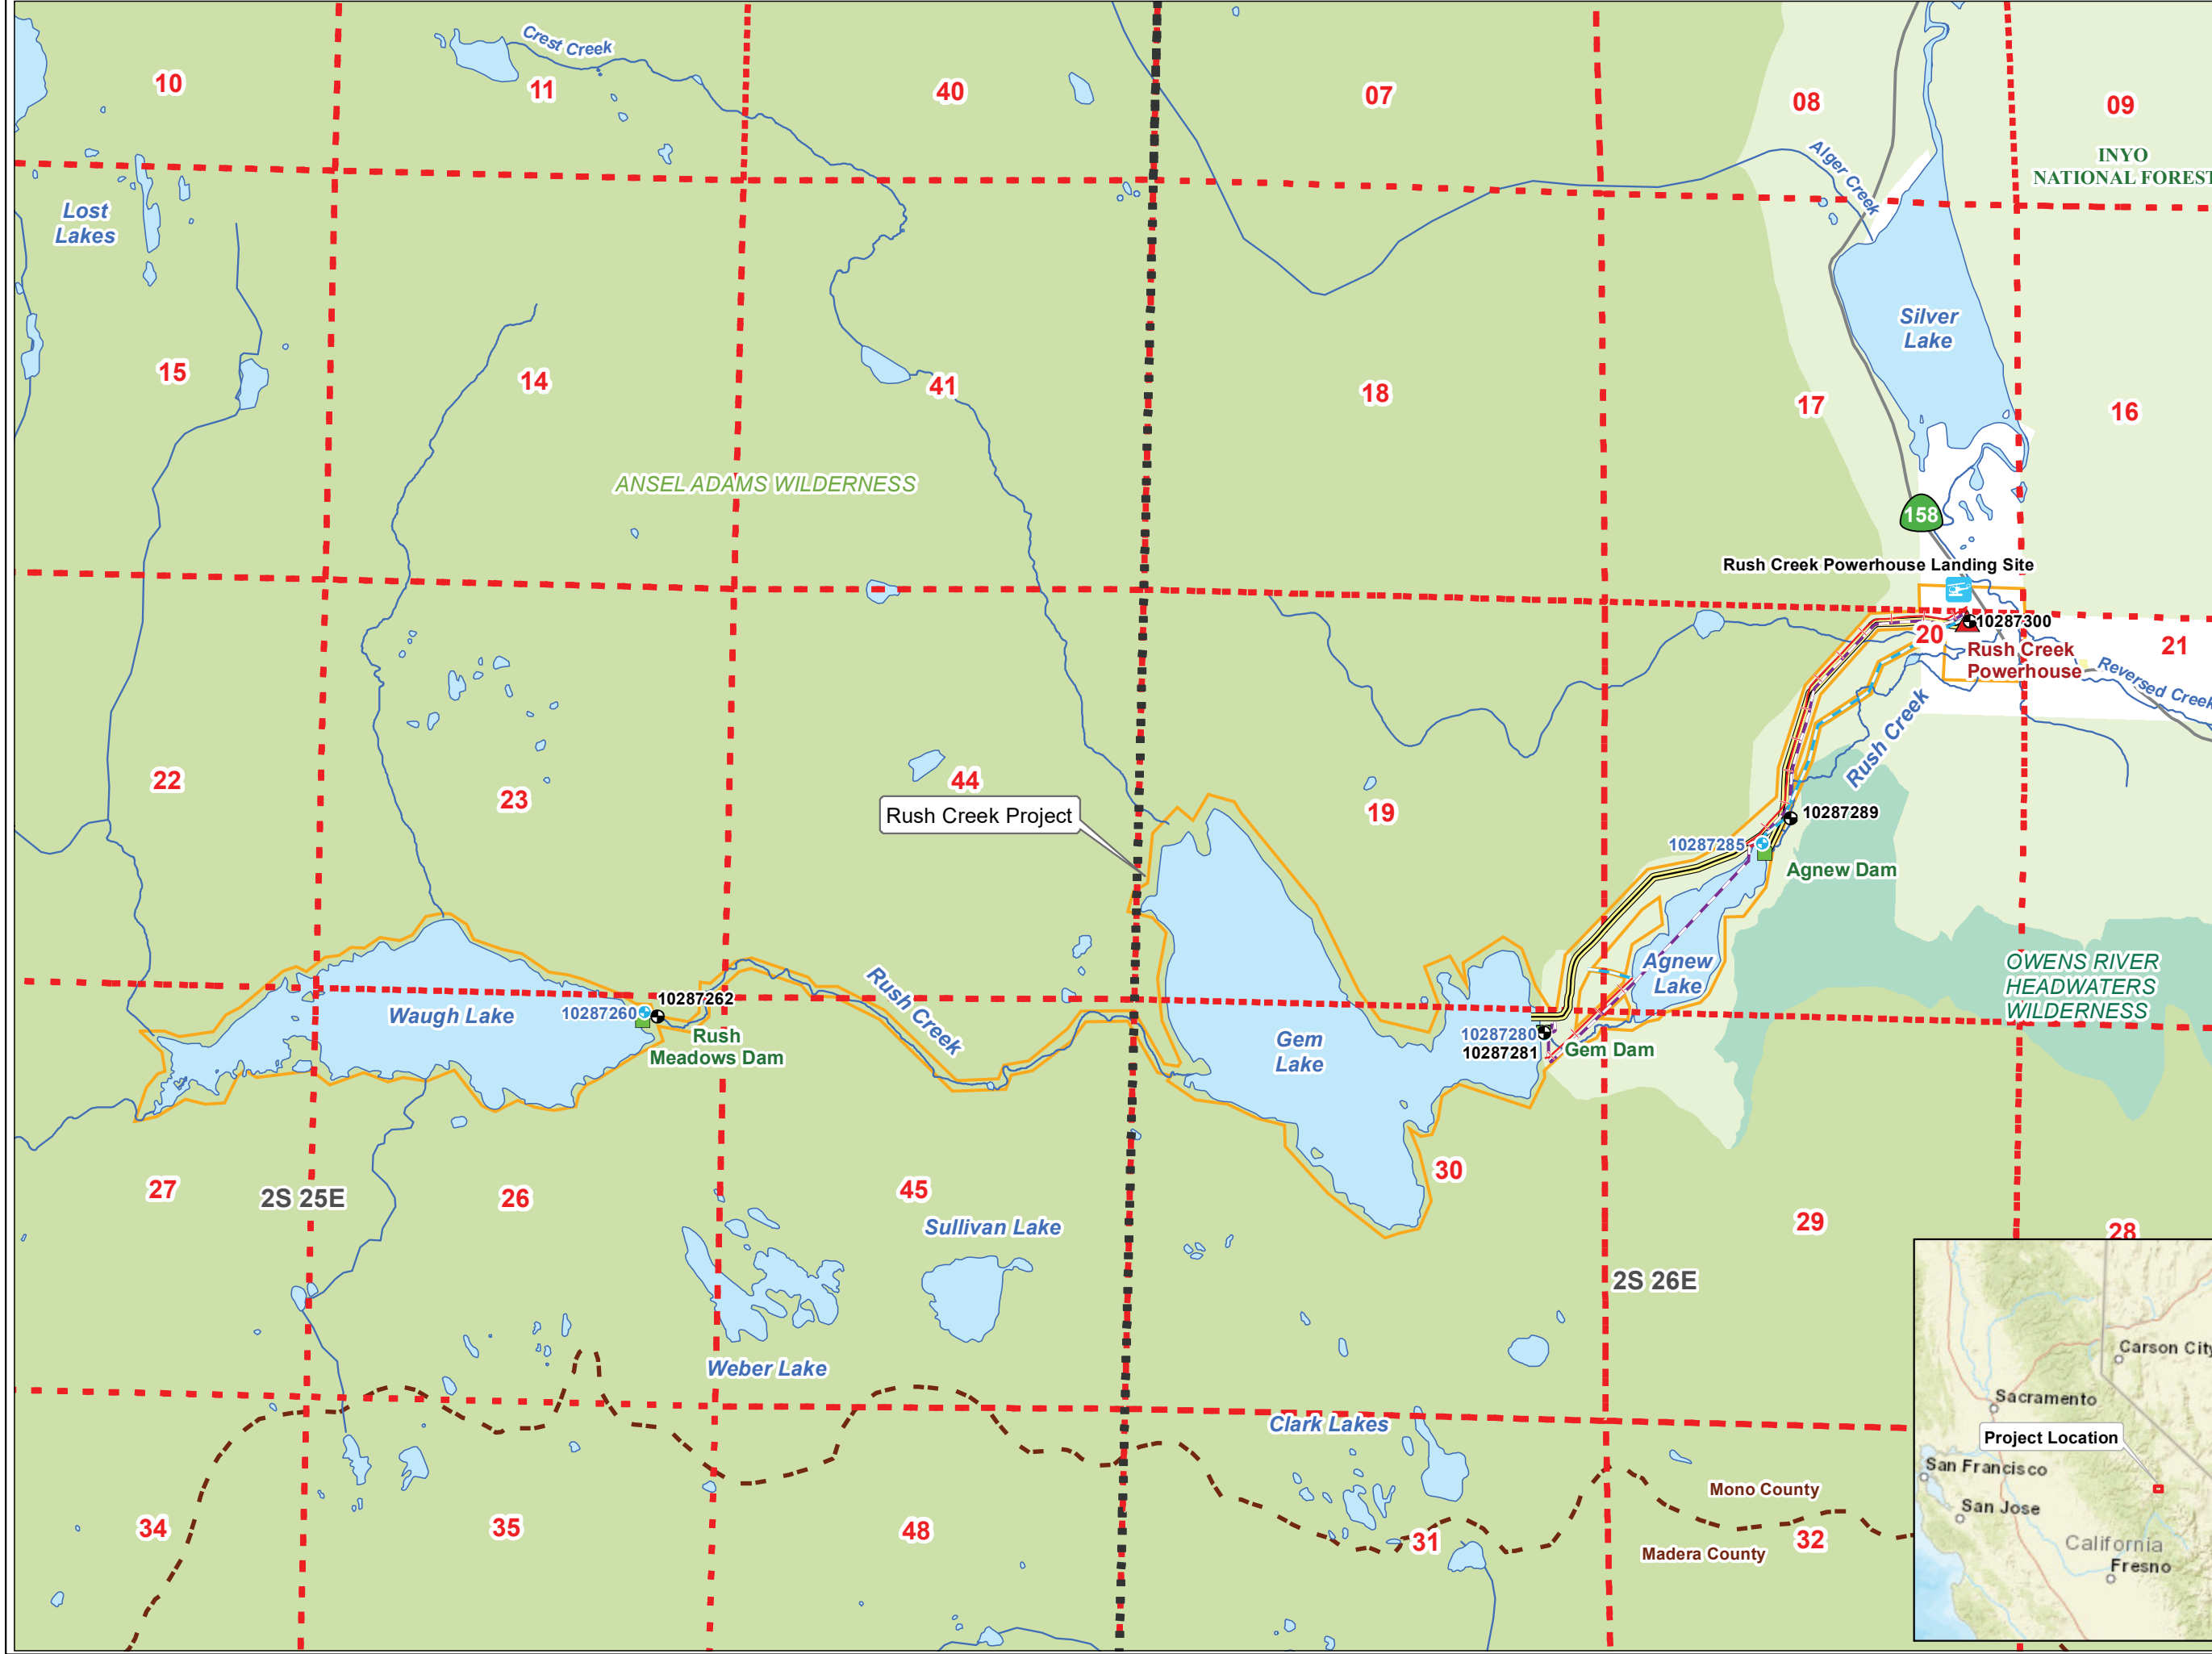 Crest Creek
10
11
40
07
08
09
INYO
NATIONAL FOREST
Alger Creek
Lost
Lakes
Silver
Lake
15
14
41
18
17
16
ANSEL ADAMS WILDERNESS
158
Rush Creek Powerhouse Landing Site
10287300
20
21
Rush Creek
Powerhouse
Reversed Creek
Rush Creek
22
23
44
19
Rush Creek Project
10287289
10287285
Agnew Dam
OWENS RIVER
HEADWATERS
WILDERNESS
Agnew
Lake
Rush Creek
10287262
10287260
Waugh Lake
Rush
Meadows Dam
Gem
Lake
10287280
10287281
Gem Dam
27
2S 25E
26
45
30
29
28
Sullivan Lake
2S 26E
Weber Lake
Clark Lakes
Mono County
Madera County
34
35
48
31
32
Carson City
Sacramento
Project Location
San Francisco
San Jose
California
Fresno